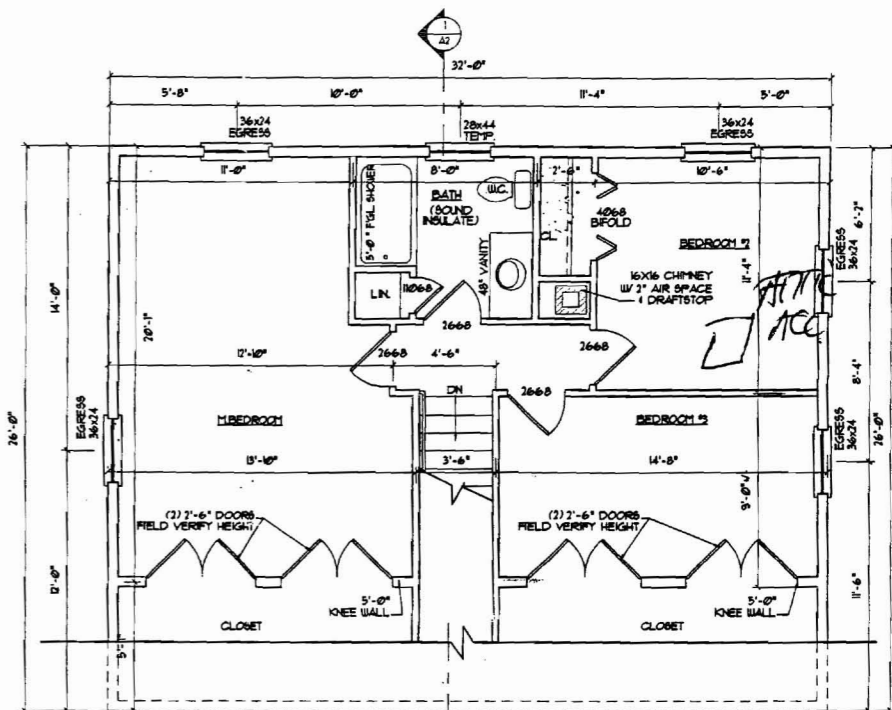 1
A2
32'-0"
5'-8"
10'-0"
11'-4"
5'-0"
36x24
EGRESS
28x44
TEMP.
36x24
EGRESS
11'-0"
8'-0"
2'-6"
10'-6"
BATH
(SOUND
INSULATE)
W.C.
5'-0" F'GL SHOWER
48" VANITY
CL
4068
BIFOLD
BEDROOM #2
6'-2"
EGRESS
36x24
11'-4"
16X16 CHIMNEY
W/ 2" AIR SPACE
& DRAFTSTOP
ATTIC
ACC
LIN.
11068
2668
14'-0"
20'-1"
12'-10"
2668
4'-6"
2668
2668
8'-4"
DN
26'-0"
EGRESS
36x24
M.BEDROOM
BEDROOM #3
EGRESS
36x24
26'-0"
13'-10"
3'-6"
14'-8"
9'-0"
(2) 2'-6" DOORS
FIELD VERIFY HEIGHT
(2) 2'-6" DOORS
FIELD VERIFY HEIGHT
12'-0"
5'-0"
KNEE WALL
5'-0"
KNEE WALL
11'-6"
CLOSET
CLOSET